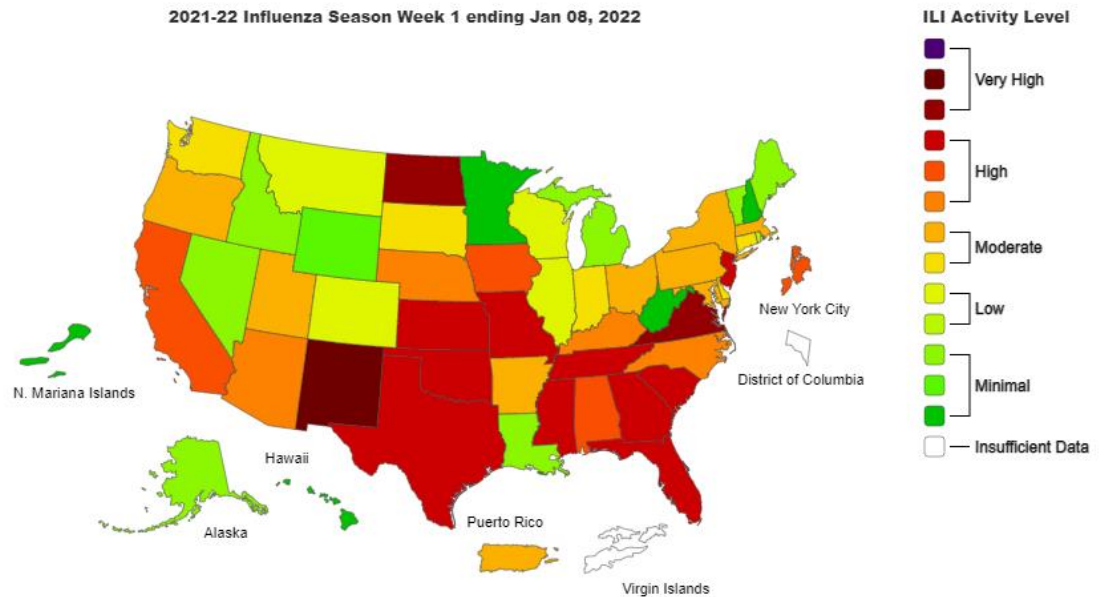 2021-22 Influenza Season Week 1 ending Jan 08, 2022
ILI Activity Level
Very High
High
Moderate
Low
Minimal
Insufficient Data
New York City
District of Columbia
N. Mariana Islands
Hawaii
Alaska
Puerto Rico
Virgin Islands